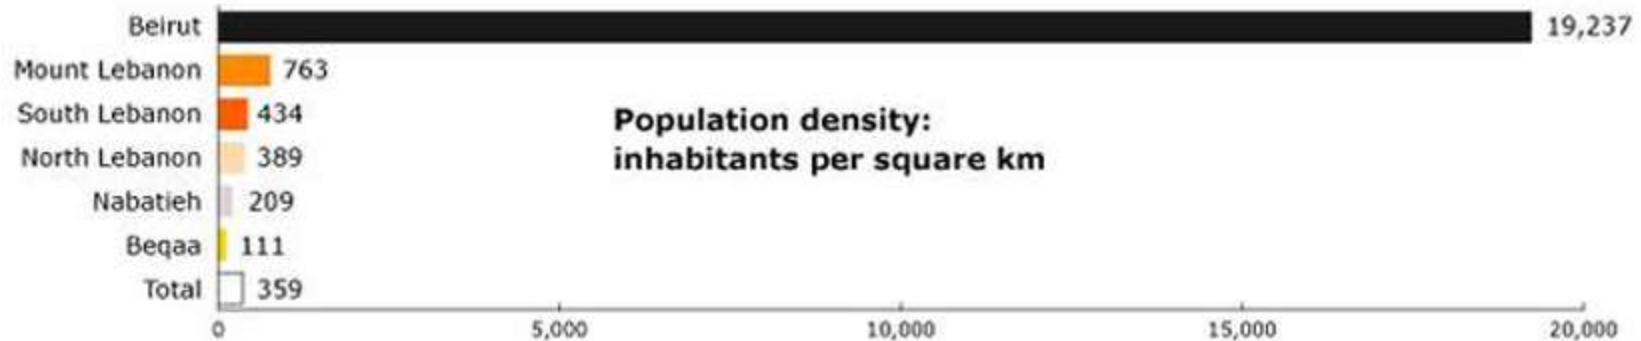 Beirut 19,237
Mount Lebanon 763
South Lebanon 434
North Lebanon 389
Nabatieh 209
Beqaa 111
Total 359
Population density:
inhabitants per square km
0 5,000 10,000 15,000 20,000